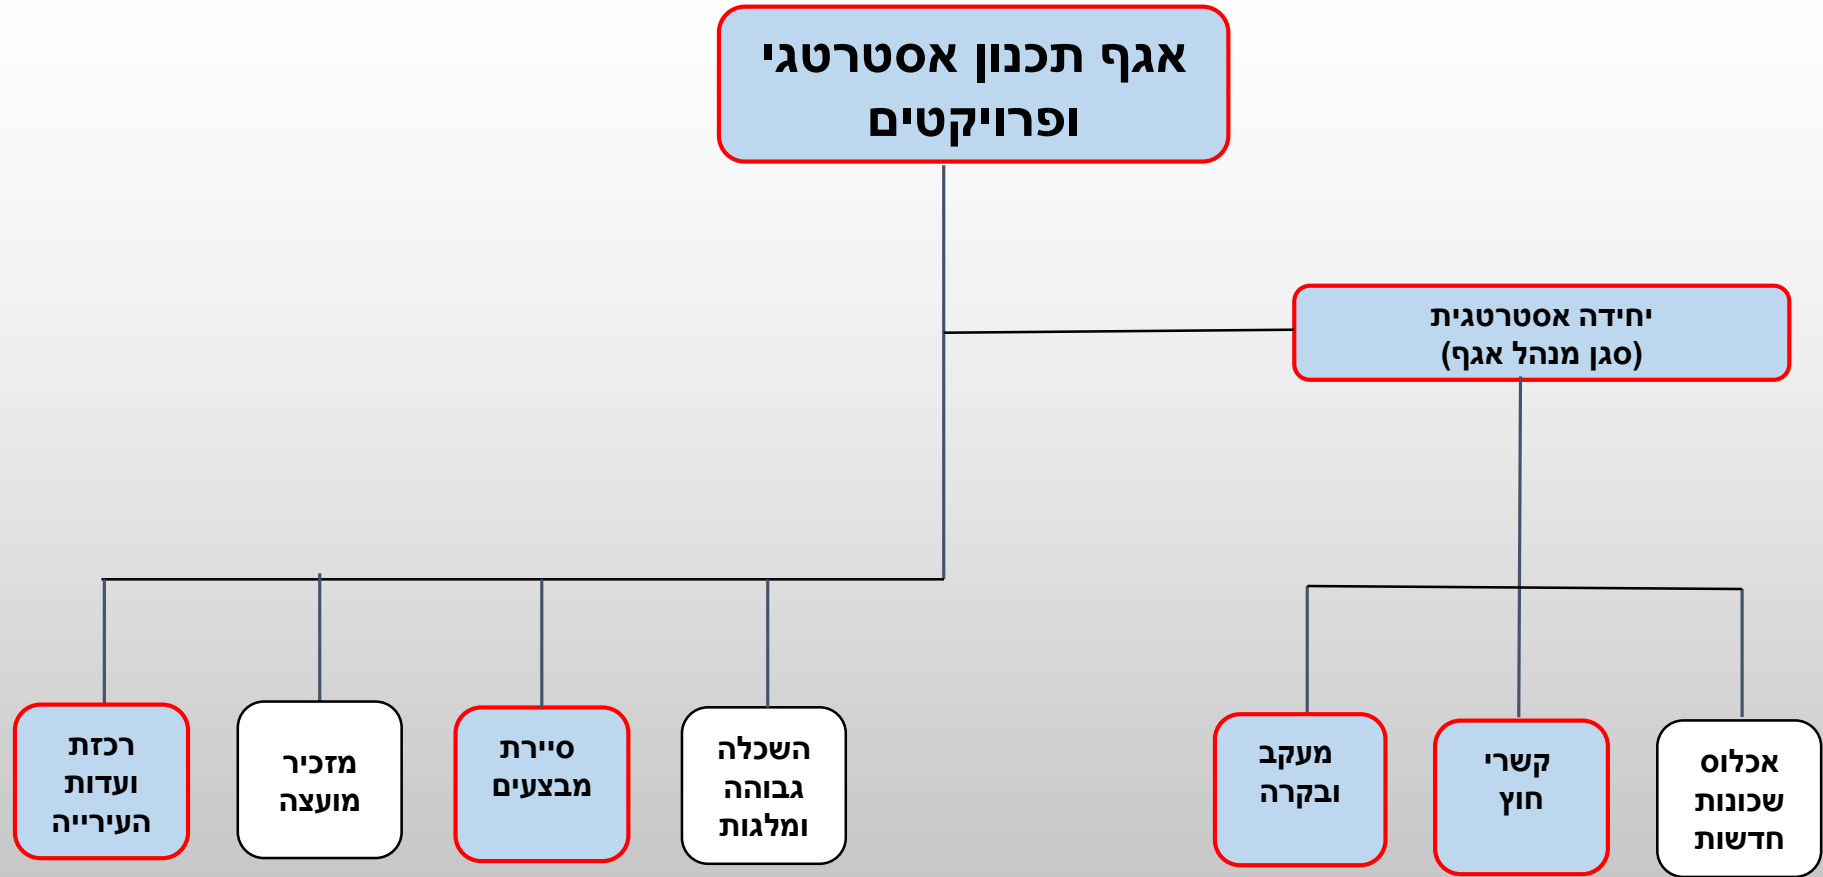 אגף תכנון אסטרטגי
ופרויקטים
יחידה אסטרטגית
(סגן מנהל אגף)
אכלוס
שכונות
חדשות
קשרי
חוץ
מעקב
ובקרה
השכלה
גבוהה
ומלגות
סיירת
מבצעים
מזכיר
מועצה
רכזת
ועדות
העירייה